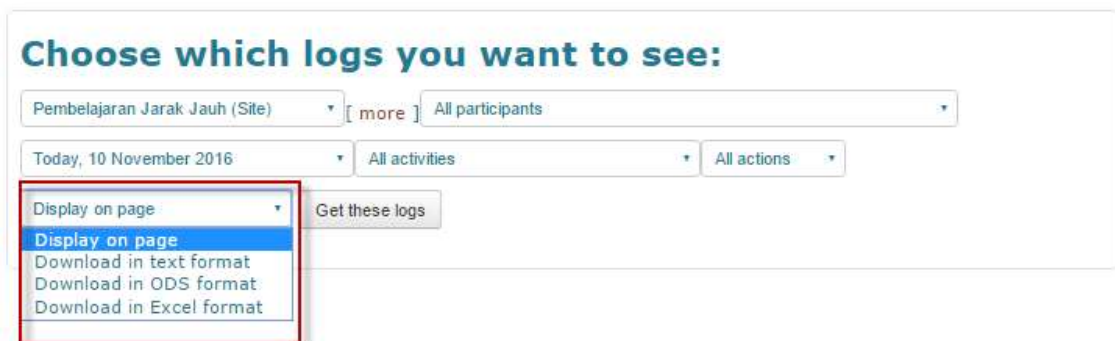 Choose which logs you want to see:
Pembelajaran Jarak Jauh (Site) [ more ] All participants
Today, 10 November 2016 All activities All actions
Display on page Get these logs
Display on page
Download in text format
Download in ODS format
Download in Excel format